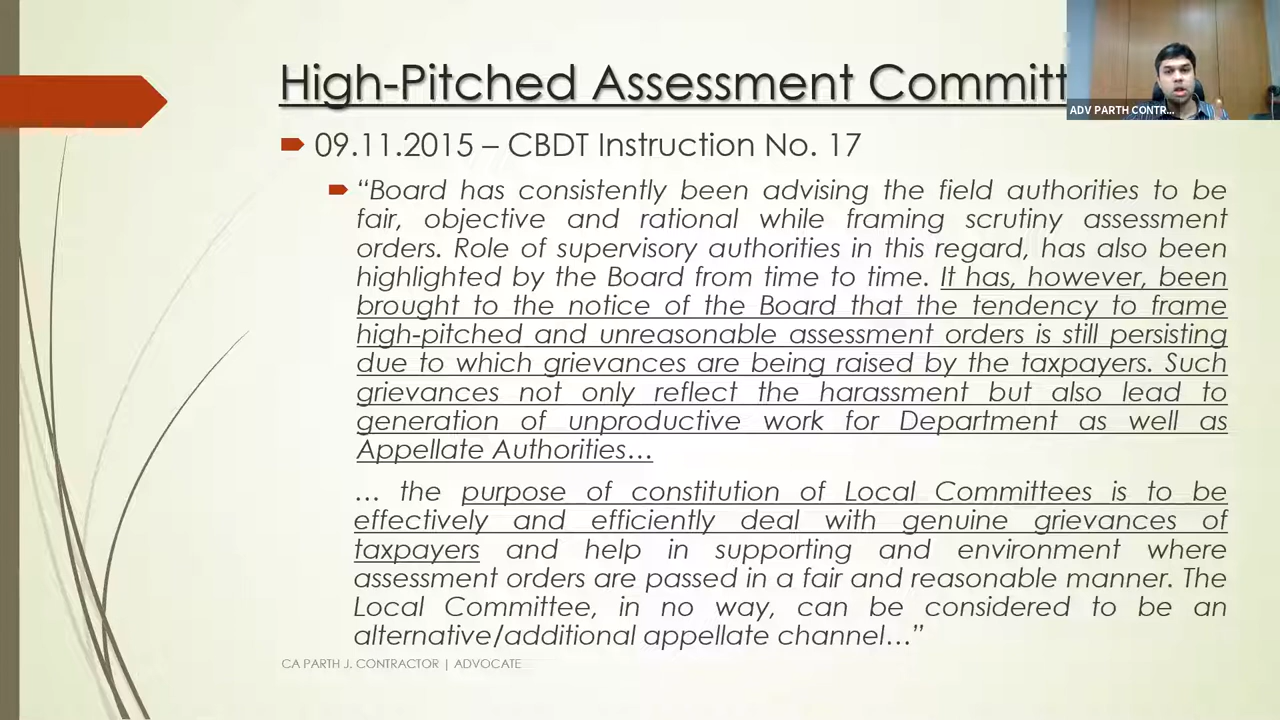 High-Pitched Assessment Committ
ADV PARTH CONTR...
09.11.2015 – CBDT Instruction No. 17
“Board has consistently been advising the field authorities to be
fair, objective and rational while framing scrutiny assessment
orders. Role of supervisory authorities in this regard, has also been
highlighted by the Board from time to time. It has, however, been
brought to the notice of the Board that the tendency to frame
high-pitched and unreasonable assessment orders is still persisting
due to which grievances are being raised by the taxpayers. Such
grievances not only reflect the harassment but also lead to
generation of unproductive work for Department as well as
Appellate Authorities…
… the purpose of constitution of Local Committees is to be
effectively and efficiently deal with genuine grievances of
taxpayers and help in supporting and environment where
assessment orders are passed in a fair and reasonable manner. The
Local Committee, in no way, can be considered to be an
alternative/additional appellate channel…”
CA PARTH J. CONTRACTOR | ADVOCATE